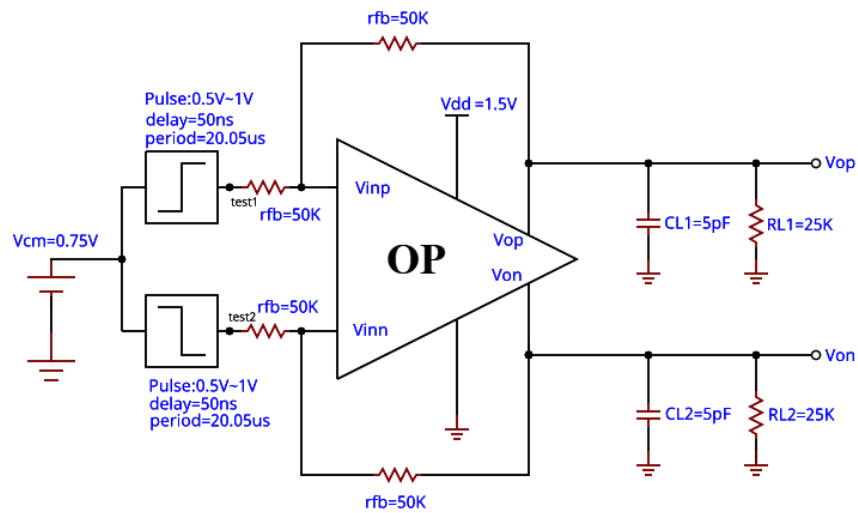 rfb=50K
Pulse:0.5V~1V
delay=50ns
period=20.05us
Vdd =1.5V
test1
rfb=50K
Vinp
Vop
CL1=5pF
RL1=25K
Vop
Vcm=0.75V
OP
Von
test2
rfb=50K
Vinn
Von
Pulse:0.5V~1V
delay=50ns
period=20.05us
CL2=5pF
RL2=25K
rfb=50K